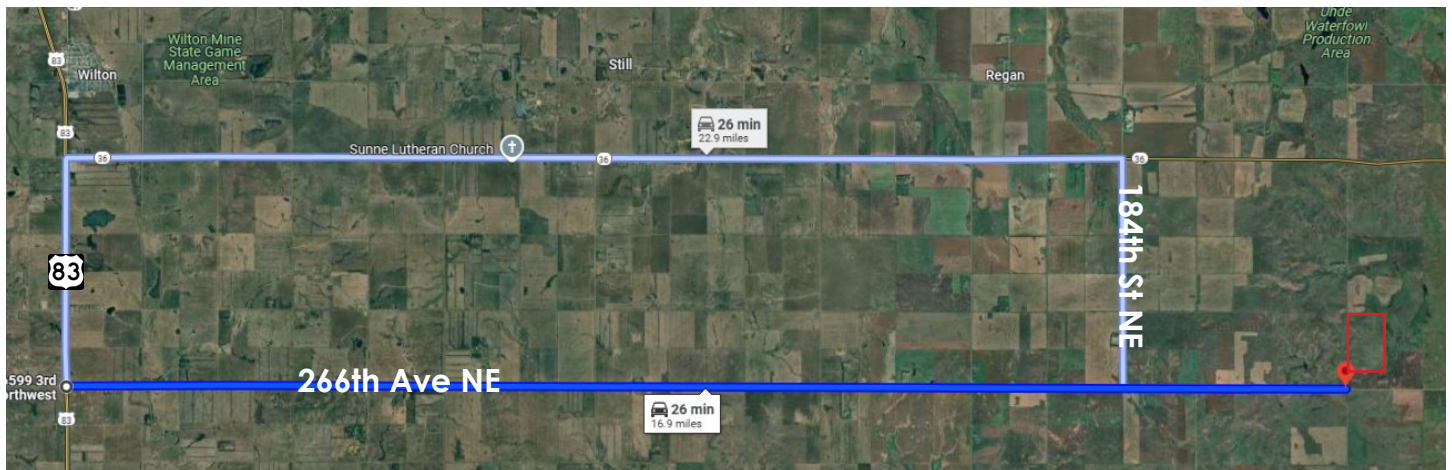 Uhde
Waterfowl
Production
Area
Wilton Mine
State Game
Management
Area
83
Wilton
Still
Regan
83
26 min
22.9 miles
Sunne Lutheran Church
36
36
36
184th St NE
83
599 3rd
orthwest
266th Ave NE
26 min
16.9 miles
83